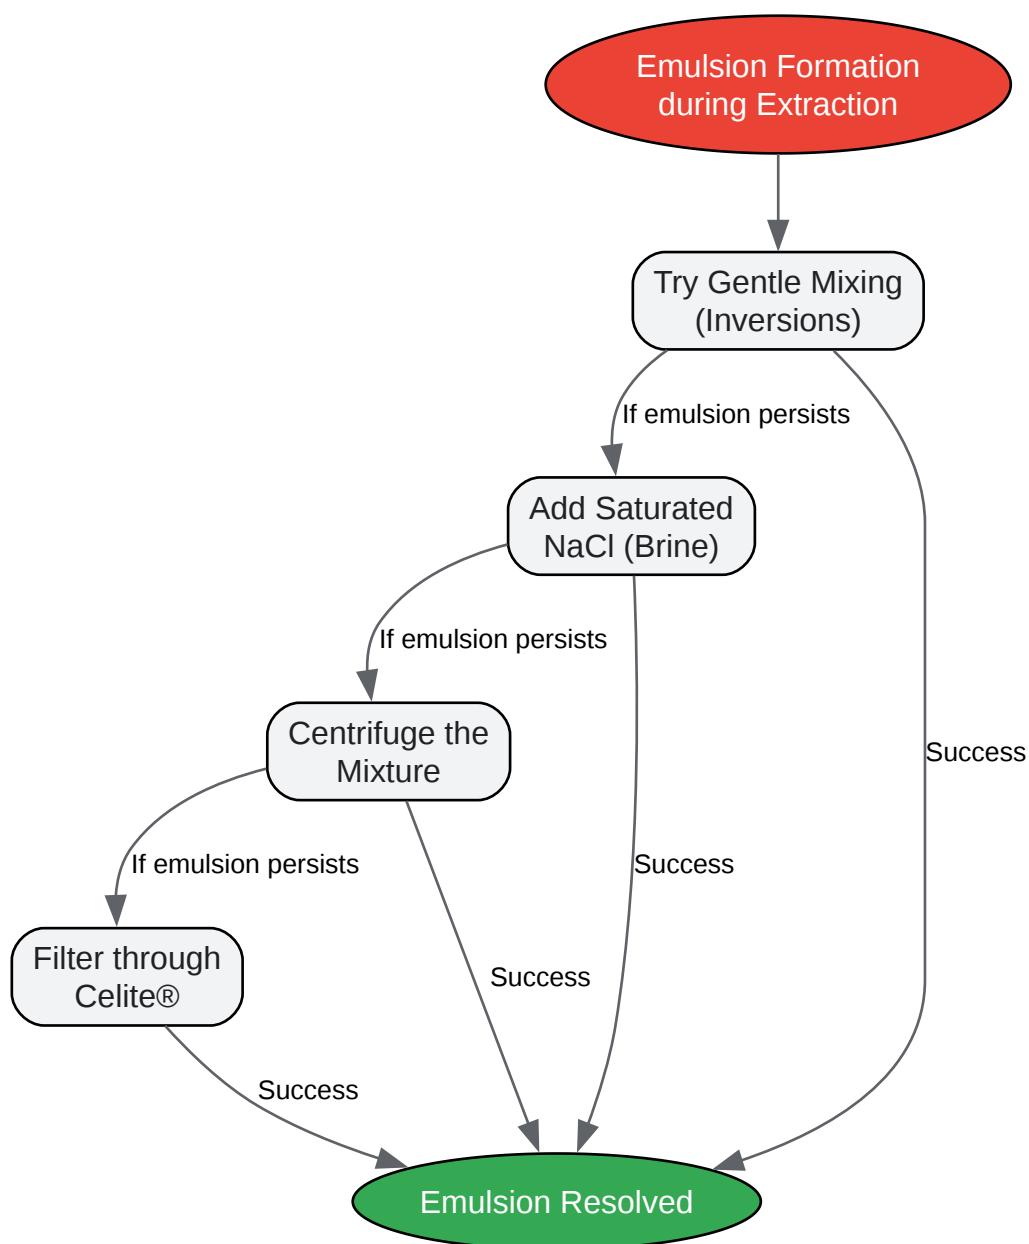 Emulsion Formation
during Extraction
Try Gentle Mixing
(Inversions)
If emulsion persists
Add Saturated
NaCl (Brine)
If emulsion persists
Centrifuge the
Mixture
Success
If emulsion persists
Success
Filter through
Celite®
Success
Success
Emulsion Resolved